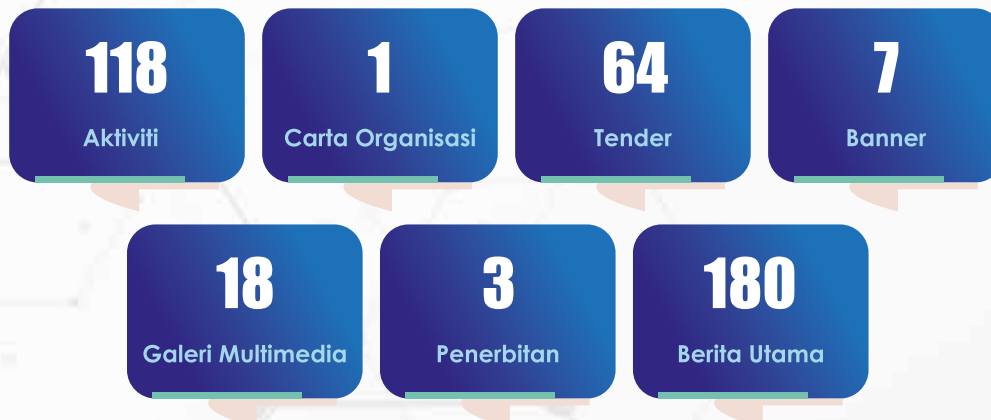 118
Aktiviti
1
Carta Organisasi
64
Tender
7
Banner
18
Galeri Multimedia
3
Penerbitan
180
Berita Utama